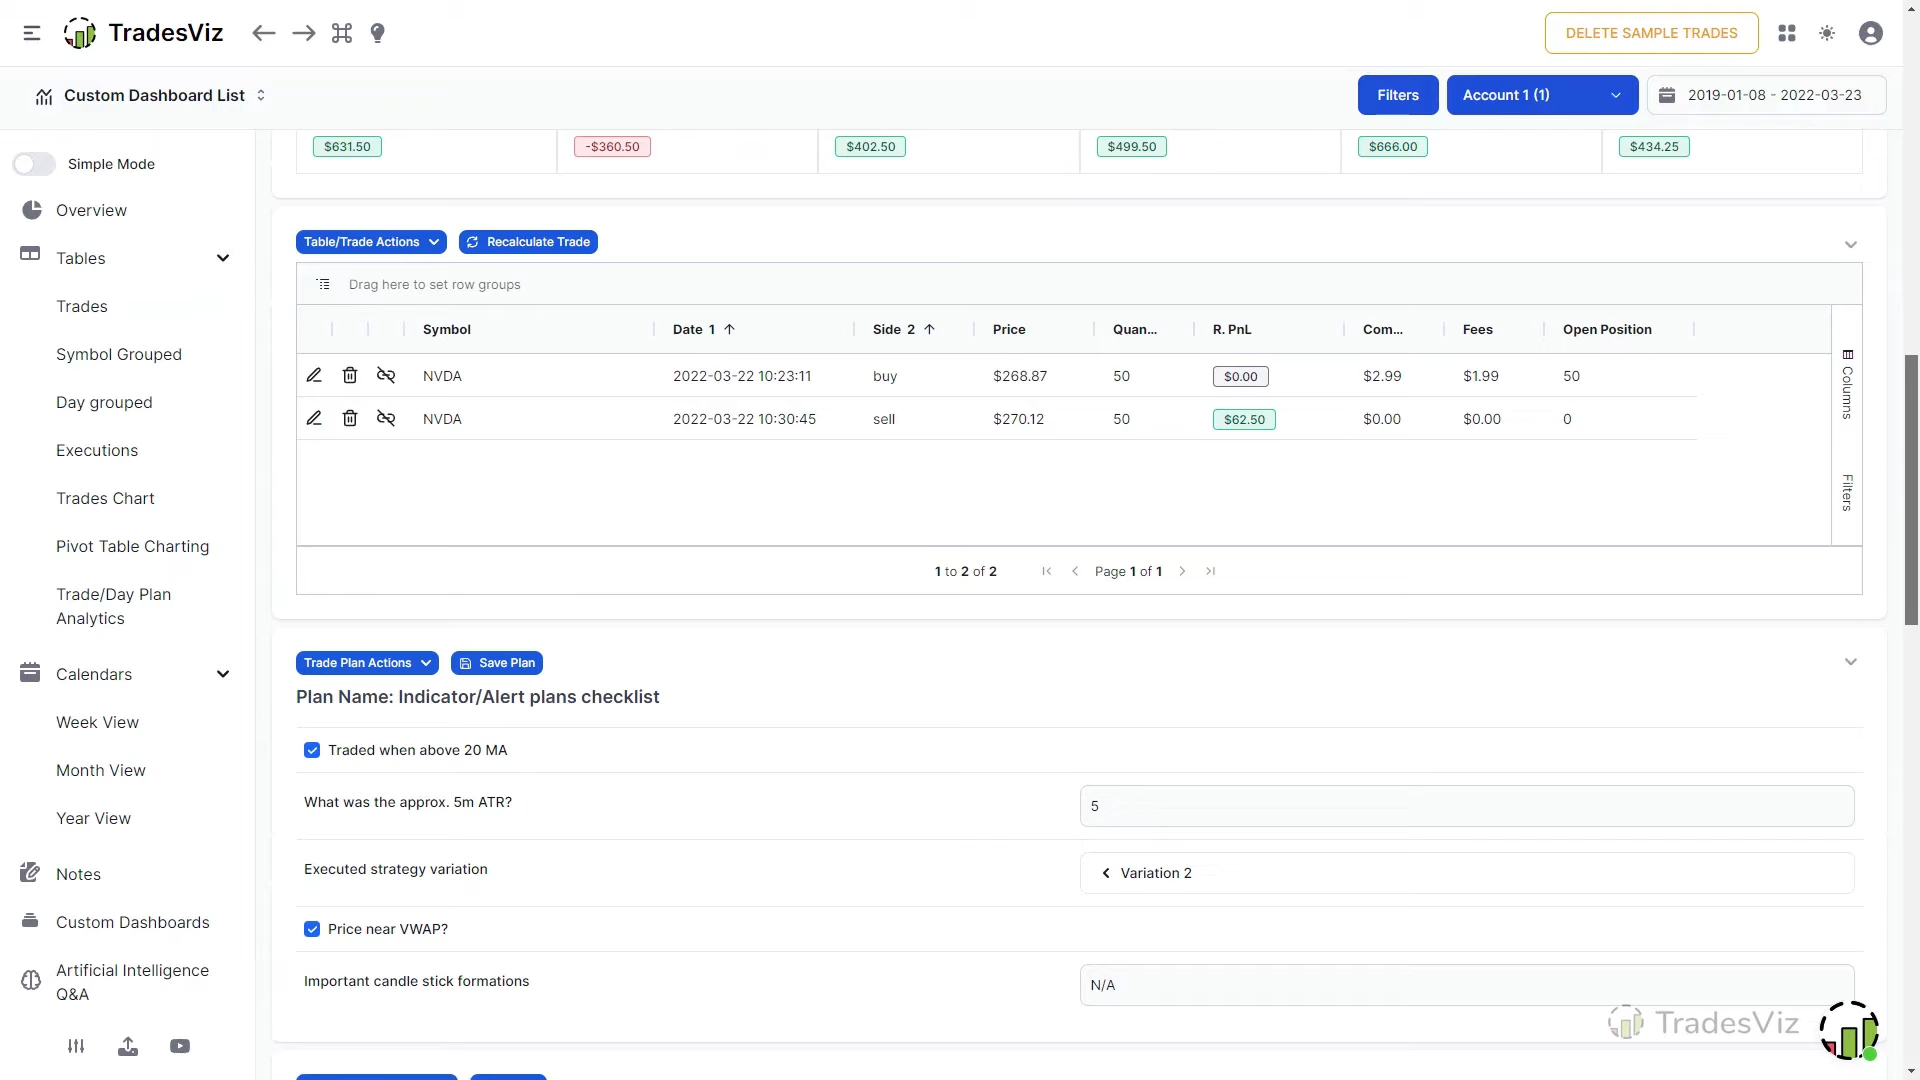 TradesViz
DELETE SAMPLE TRADES
Custom Dashboard List
Filters
Account 1 (1)
2019-01-08 - 2022-03-23
Simple Mode
Overview
Tables
Trades
Symbol Grouped
Day grouped
Executions
Trades Chart
Pivot Table Charting
Trade/Day Plan
Analytics
Calendars
Week View
Month View
Year View
Notes
Custom Dashboards
Artificial Intelligence
Q&A
$631.50 -$360.50 $402.50 $499.50 $666.00 $434.25
Table/Trade Actions Recalculate Trade
Drag here to set row groups
Symbol Date 1 Side 2 Price Quan... R. PnL Com... Fees Open Position
NVDA 2022-03-22 10:23:11 buy $268.87 50 $0.00 $2.99 $1.99 50
NVDA 2022-03-22 10:30:45 sell $270.12 50 $62.50 $0.00 $0.00 0
Columns
Filters
1 to 2 of 2 Page 1 of 1
Trade Plan Actions Save Plan
Plan Name: Indicator/Alert plans checklist
Traded when above 20 MA
What was the approx. 5m ATR? 5
Executed strategy variation Variation 2
Price near VWAP?
Important candle stick formations N/A
TradesViz